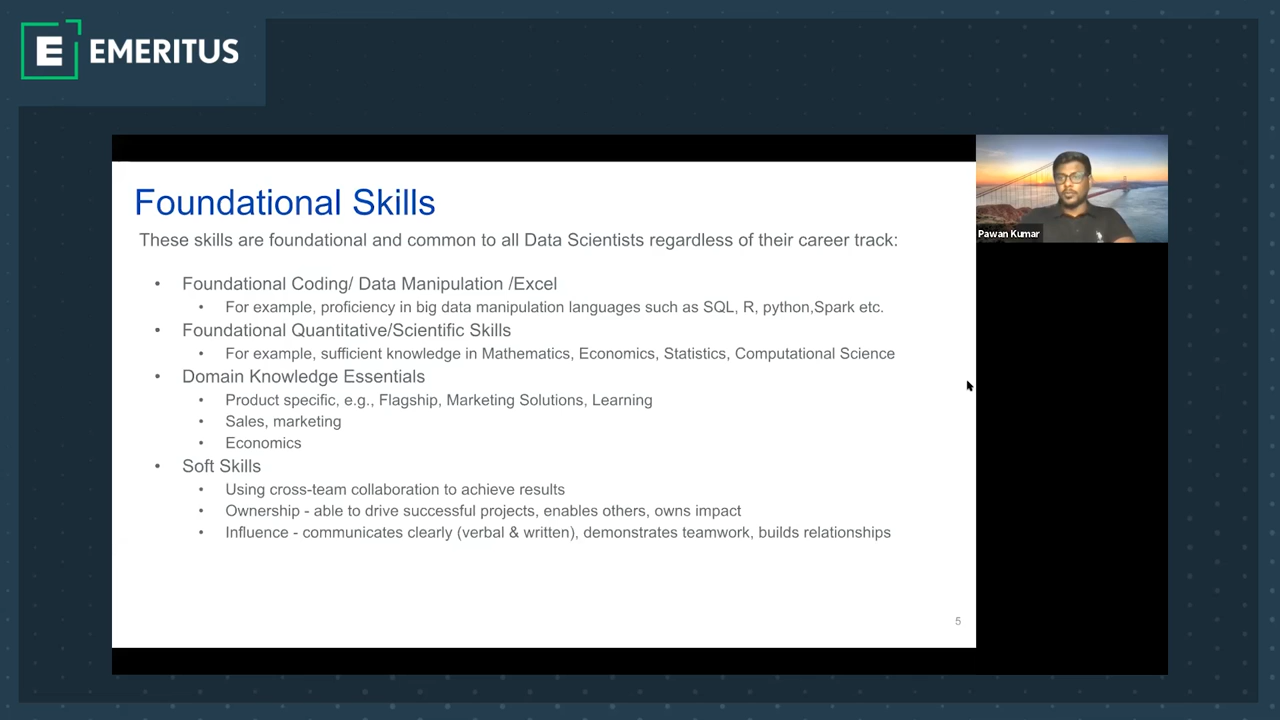 E EMERITUS
Foundational Skills
These skills are foundational and common to all Data Scientists regardless of their career track:
• Foundational Coding/ Data Manipulation /Excel
• For example, proficiency in big data manipulation languages such as SQL, R, python,Spark etc.
• Foundational Quantitative/Scientific Skills
• For example, sufficient knowledge in Mathematics, Economics, Statistics, Computational Science
• Domain Knowledge Essentials
• Product specific, e.g., Flagship, Marketing Solutions, Learning
• Sales, marketing
• Economics
• Soft Skills
• Using cross-team collaboration to achieve results
• Ownership - able to drive successful projects, enables others, owns impact
• Influence - communicates clearly (verbal & written), demonstrates teamwork, builds relationships
5
Pawan Kumar